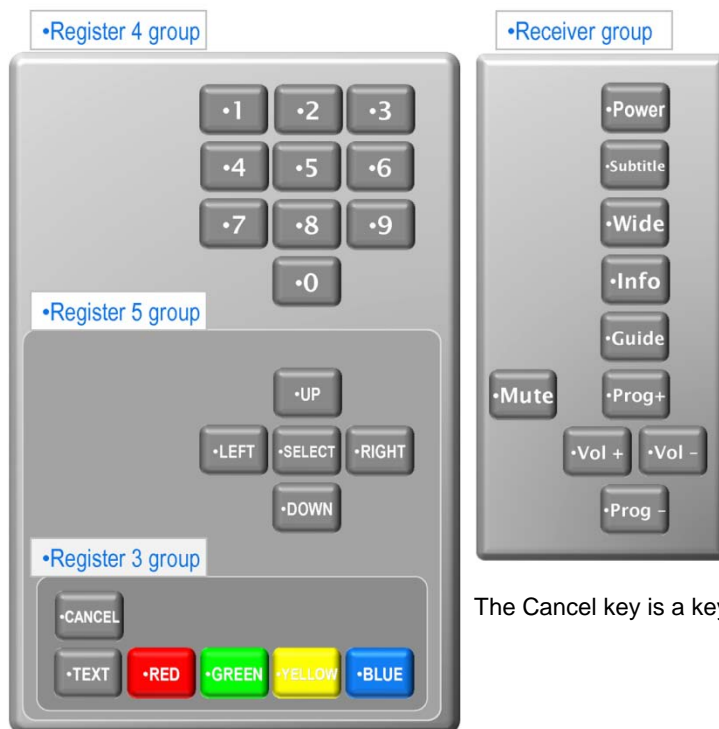 •Register 4 group
•1 •2 •3
•4 •5 •6
•7 •8 •9
•0
•Register 5 group
•UP
•LEFT •SELECT •RIGHT
•DOWN
•Register 3 group
•CANCEL
•TEXT •RED •GREEN •YELLOW •BLUE
•Receiver group
•Power
•Subtitle
•Wide
•Info
•Guide
•Mute •Prog+
•Vol + •Vol -
•Prog -
The Cancel key is a key